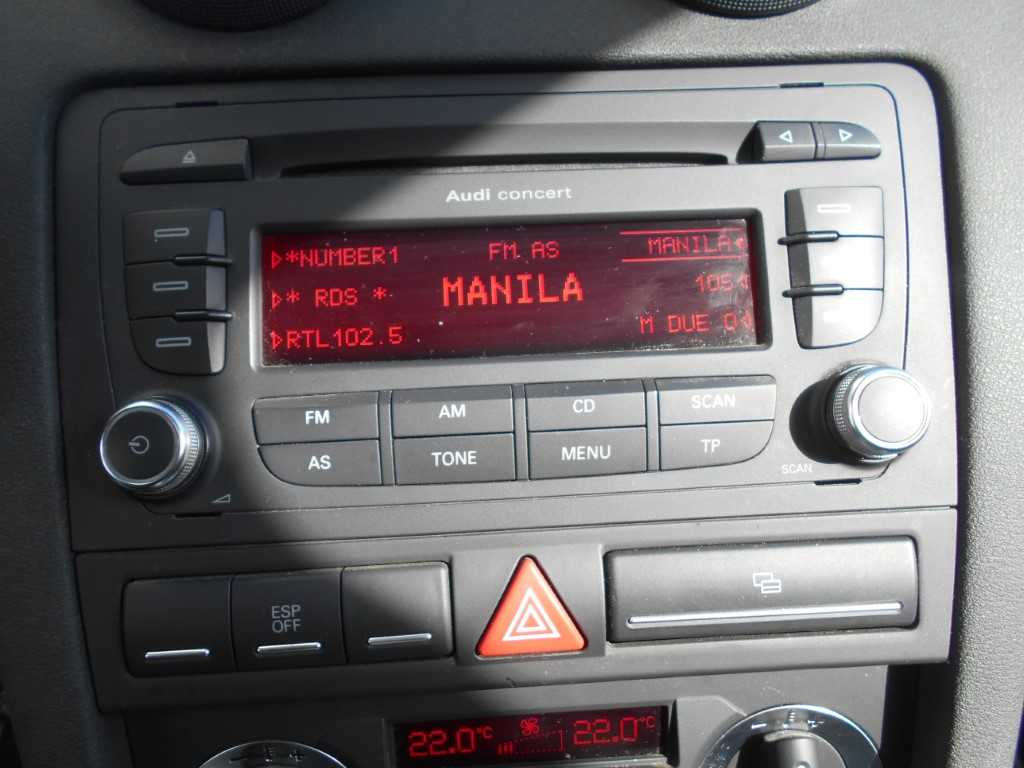 Audi concert
*NUMBER1 FM AS MANILA
* RDS * MANILA 105
RTL102.5 M DUE O
FM AM CD SCAN
AS TONE MENU TP
SCAN
ESP
OFF
22.0°C 22.0°C